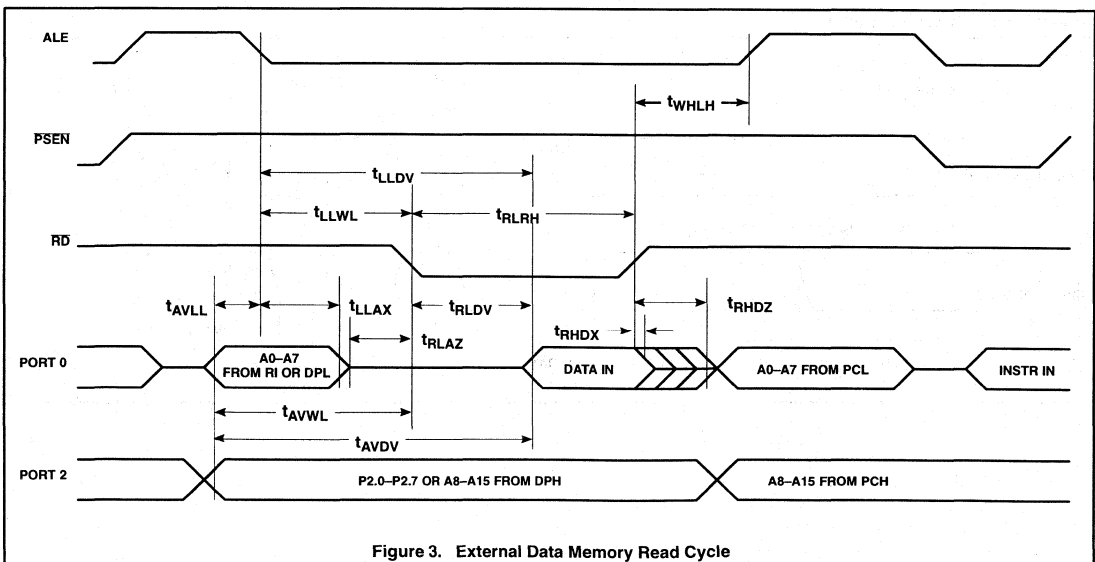 ALE
tWHLH
PSEN
tLLDV
tLLWL
tRLRH
RD
tAVLL
tLLAX
tRLDV
tRHDZ
tRHDX
tRLAZ
PORT 0
A0–A7
FROM RI OR DPL
DATA IN
A0–A7 FROM PCL
INSTR IN
tAVWL
tAVDV
PORT 2
P2.0–P2.7 OR A8–A15 FROM DPH
A8–A15 FROM PCH
Figure 3. External Data Memory Read Cycle